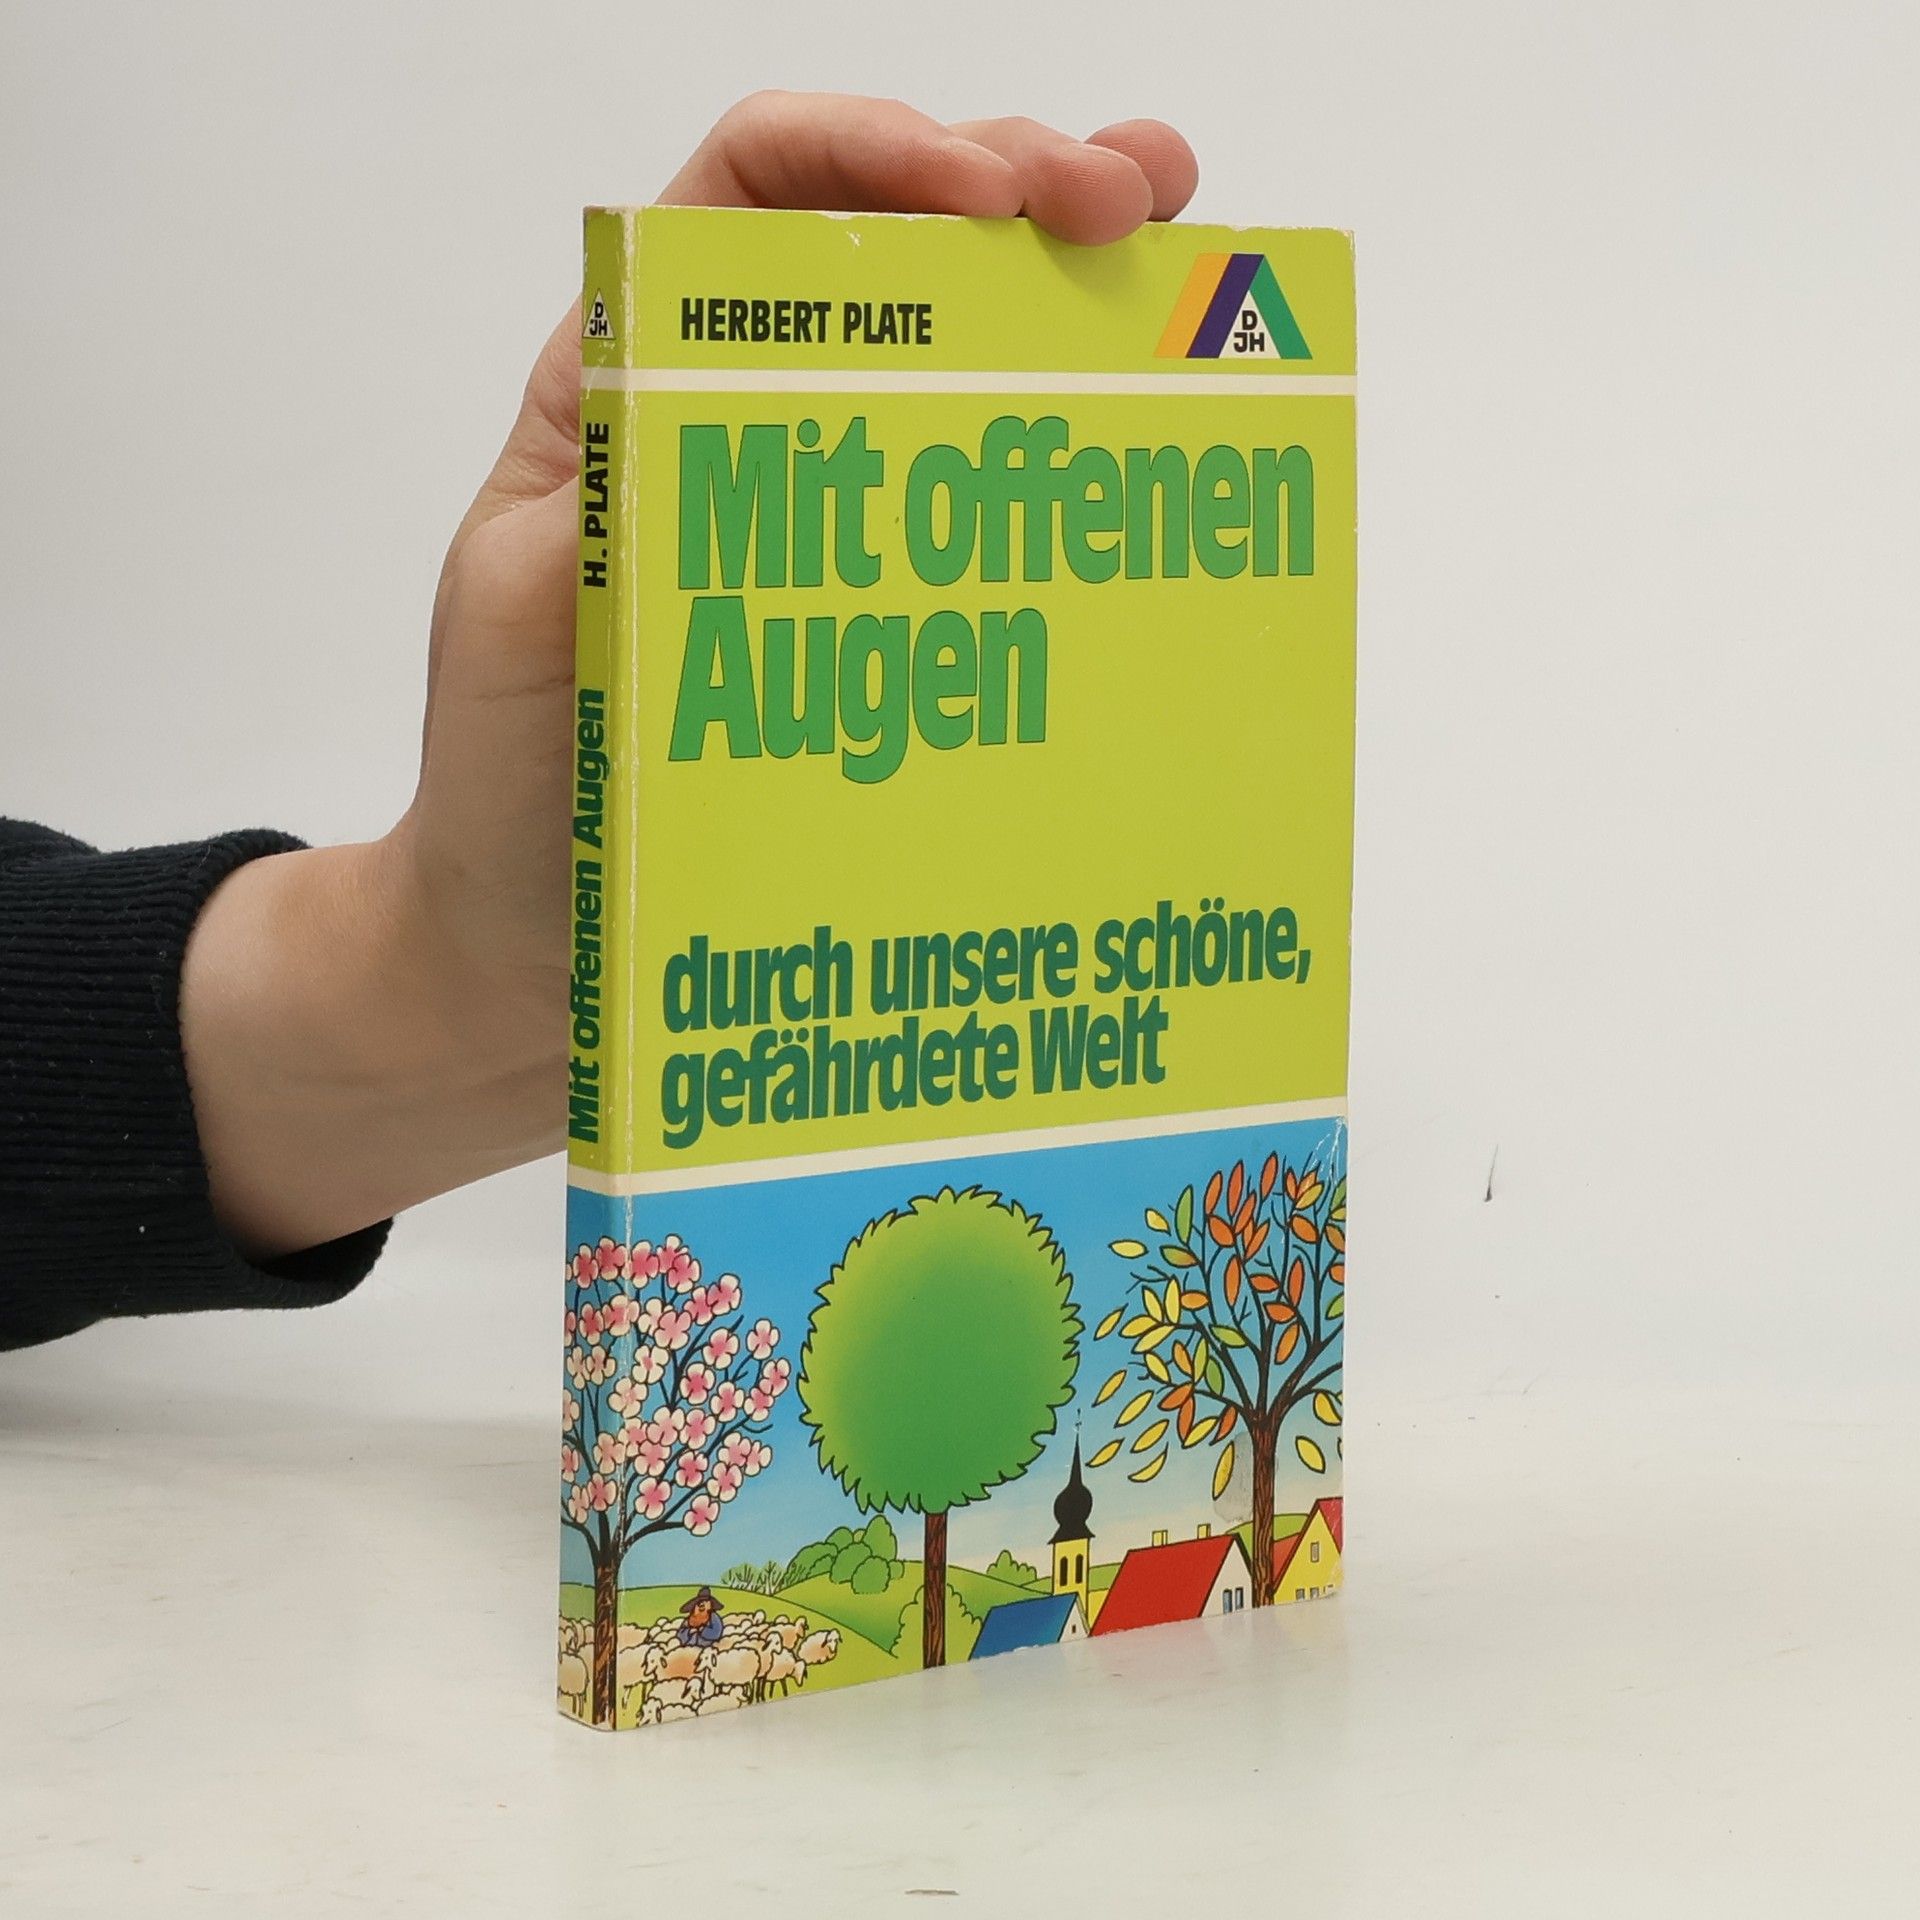 HERBERT PLATE
D
JH
Mit offenen
Augen
durch unsere schöne,
gefährdete Welt
D
JH
H. PLATE
Mit offenen Augen